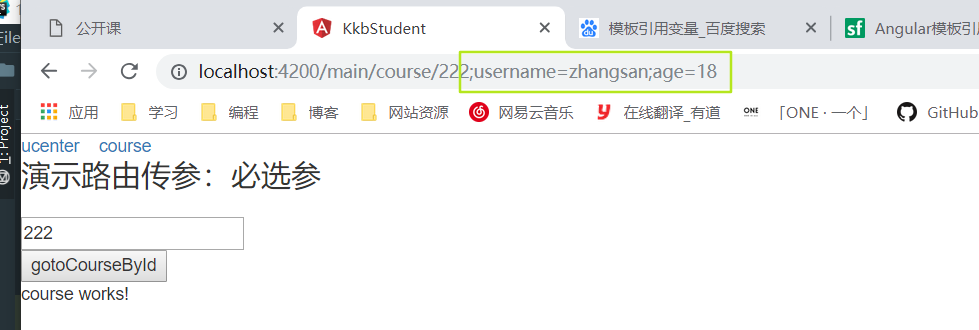 公开课 KkbStudent 模板引用变量_百度搜索 Angular模板引用
File
localhost:4200/main/course/222;username=zhangsan;age=18
应用 学习 编程 博客 网站资源 网易云音乐 在线翻译_有道 ONE 「ONE · 一个」 GitHub
1: Project
ucenter course
演示路由传参：必选参
222
gotoCourseById
course works!